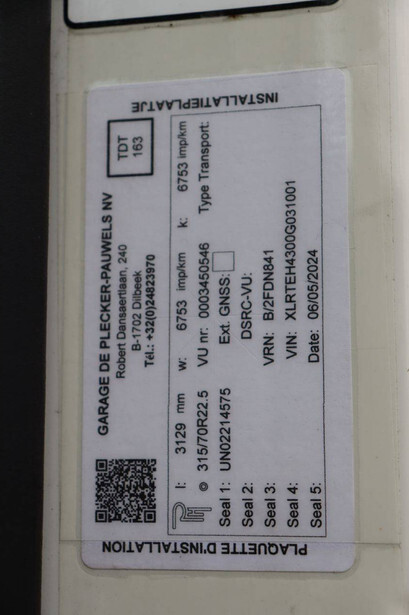 INSTALLATIEPLAATJE
GARAGE DE PLECKER-PAUWELS NV
Robert Dansaertlaan, 240
B-1702 Dilbeek
Tél.: +32(0)24823970
TDT
163
l: 3129 mm w: 6753 imp/km k: 6753 imp/km
315/70R22.5 VU nr: 0003450546 Type Transport:
Seal 1: UN02214575 Ext. GNSS:
Seal 2: DSRC-VU:
Seal 3: VRN: B/2FDN841
Seal 4: VIN: XLRTEH4300G031001
Seal 5: Date: 06/05/2024
PLAQUETTE D'INSTALLATION